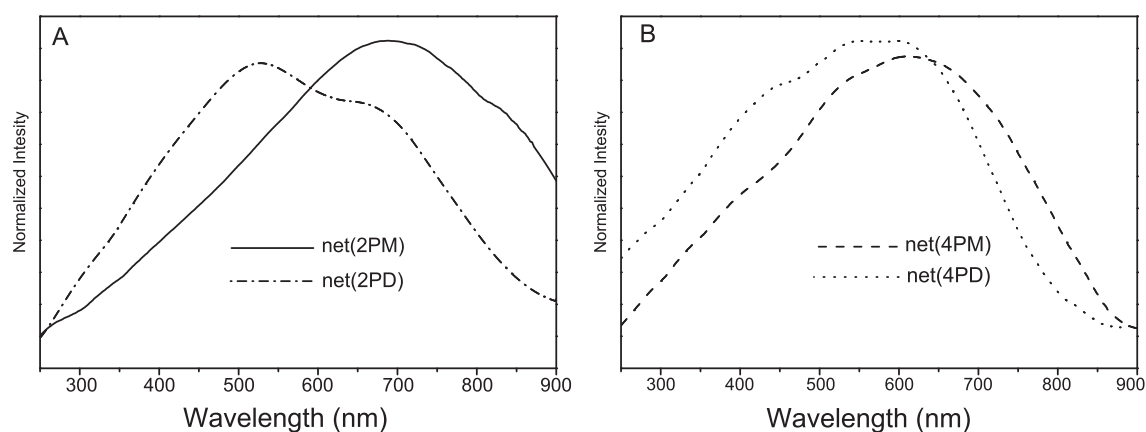 A
Normalized Intesity
net(2PM)
net(2PD)
300 400 500 600 700 800 900
Wavelength (nm)
B
Normalized Intesity
net(4PM)
net(4PD)
300 400 500 600 700 800 900
Wavelength (nm)